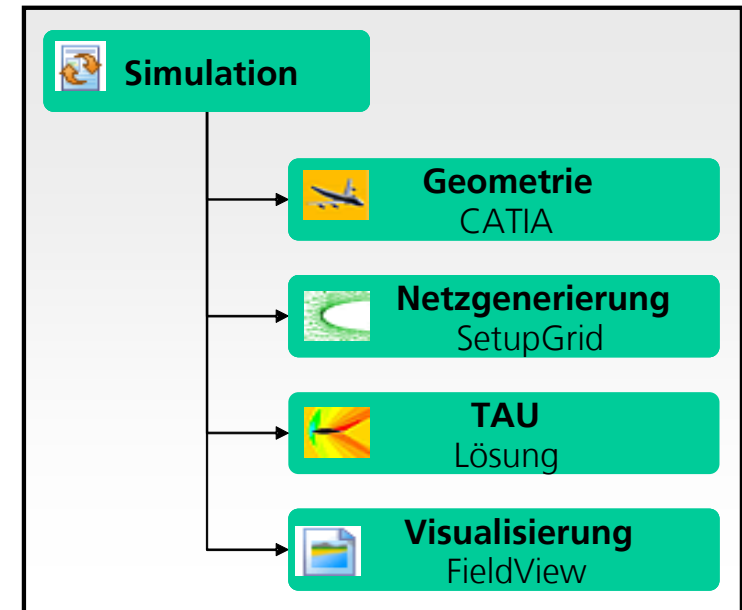 Simulation
Geometrie
CATIA
Netzgenerierung
SetupGrid
TAU
Lösung
Visualisierung
FieldView